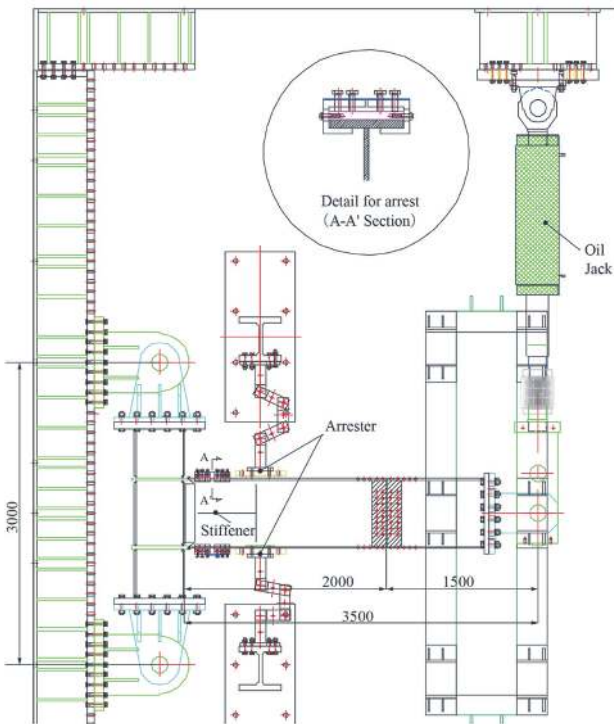 Detail for arrest
(A-A' Section)
Oil
Jack
Arrester
A
A'
Stiffener
3000
2000
1500
3500